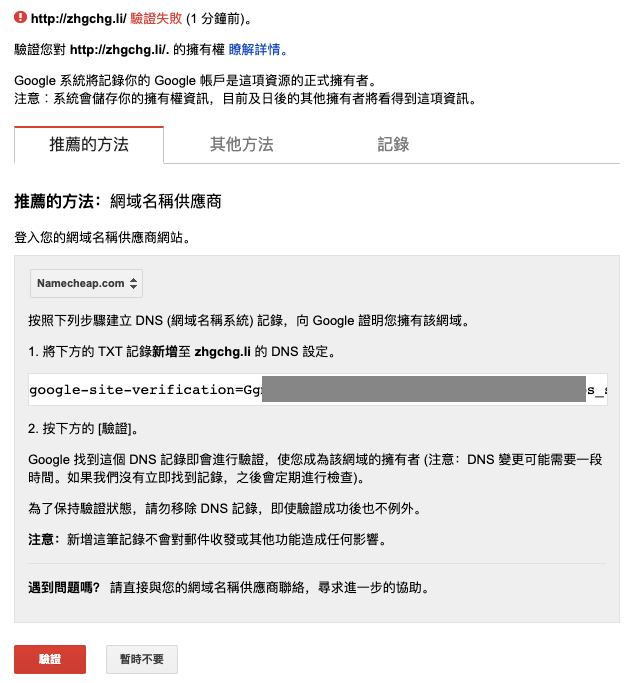 http://zhgchg.li/ 驗證失敗 (1 分鐘前)。
驗證您對 http://zhgchg.li/. 的擁有權 瞭解詳情。
Google 系統將記錄你的 Google 帳戶是這項資源的正式擁有者。
注意：系統會儲存你的擁有權資訊，目前及日後的其他擁有者將看得到這項資訊。
推薦的方法 其他方法 記錄
推薦的方法：網域名稱供應商
登入您的網域名稱供應商網站。
Namecheap.com
按照下列步驟建立 DNS (網域名稱系統) 記錄，向 Google 證明您擁有該網域。
1. 將下方的 TXT 記錄新增至 zhgchg.li 的 DNS 設定。
google-site-verification=Gg
2. 按下方的 [驗證]。
Google 找到這個 DNS 記錄即會進行驗證，使您成為該網域的擁有者 (注意：DNS 變更可能需要一段
時間。如果我們沒有立即找到記錄，之後會定期進行檢查)。
為了保持驗證狀態，請勿移除 DNS 記錄，即使驗證成功後也不例外。
注意：新增這筆記錄不會對郵件收發或其他功能造成任何影響。
遇到問題嗎？ 請直接與您的網域名稱供應商聯絡，尋求進一步的協助。
驗證 暫時不要